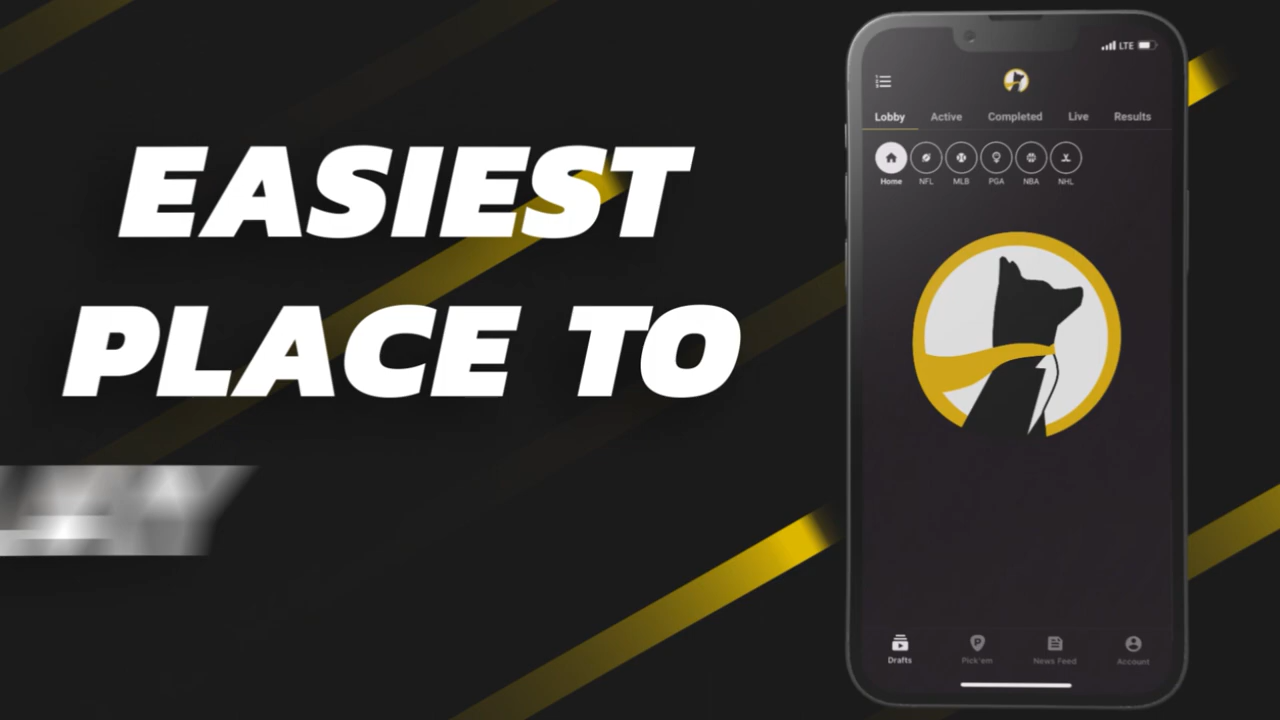 EASIEST
PLACE TO
LTE
Lobby Active Completed Live Results
Home NFL MLB PGA NBA NHL
Drafts Pick'em News Feed Account